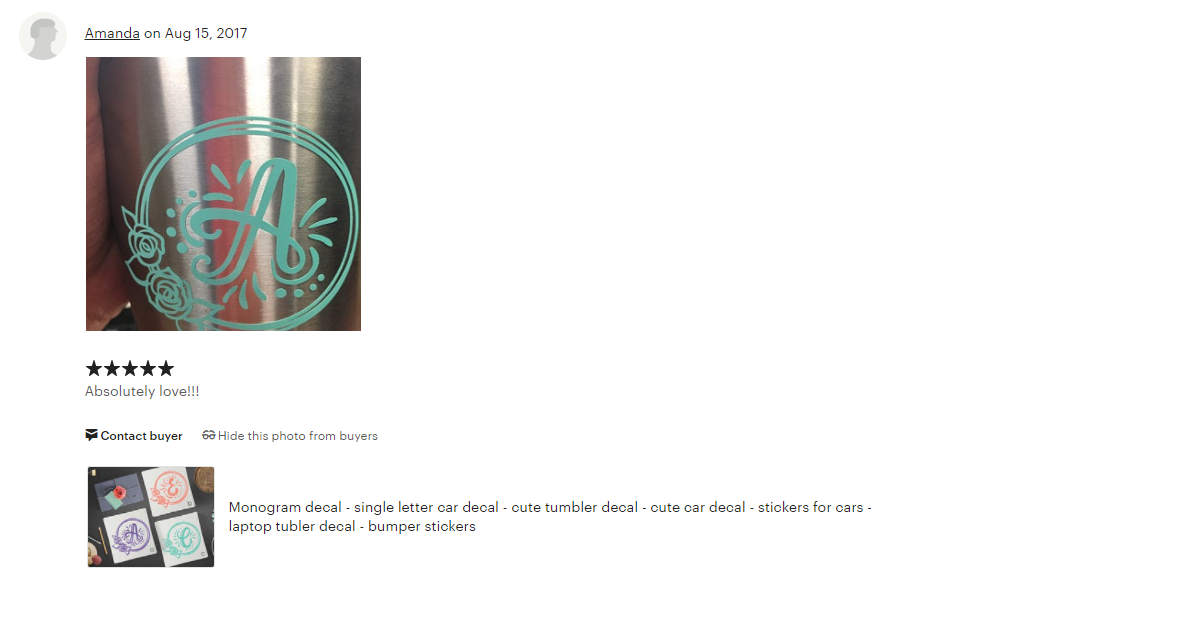 Amanda on Aug 15, 2017
A
★★★★★
Absolutely love!!!
Contact buyer Hide this photo from buyers
E
A
C
Monogram decal - single letter car decal - cute tumbler decal - cute car decal - stickers for cars -
laptop tubler decal - bumper stickers